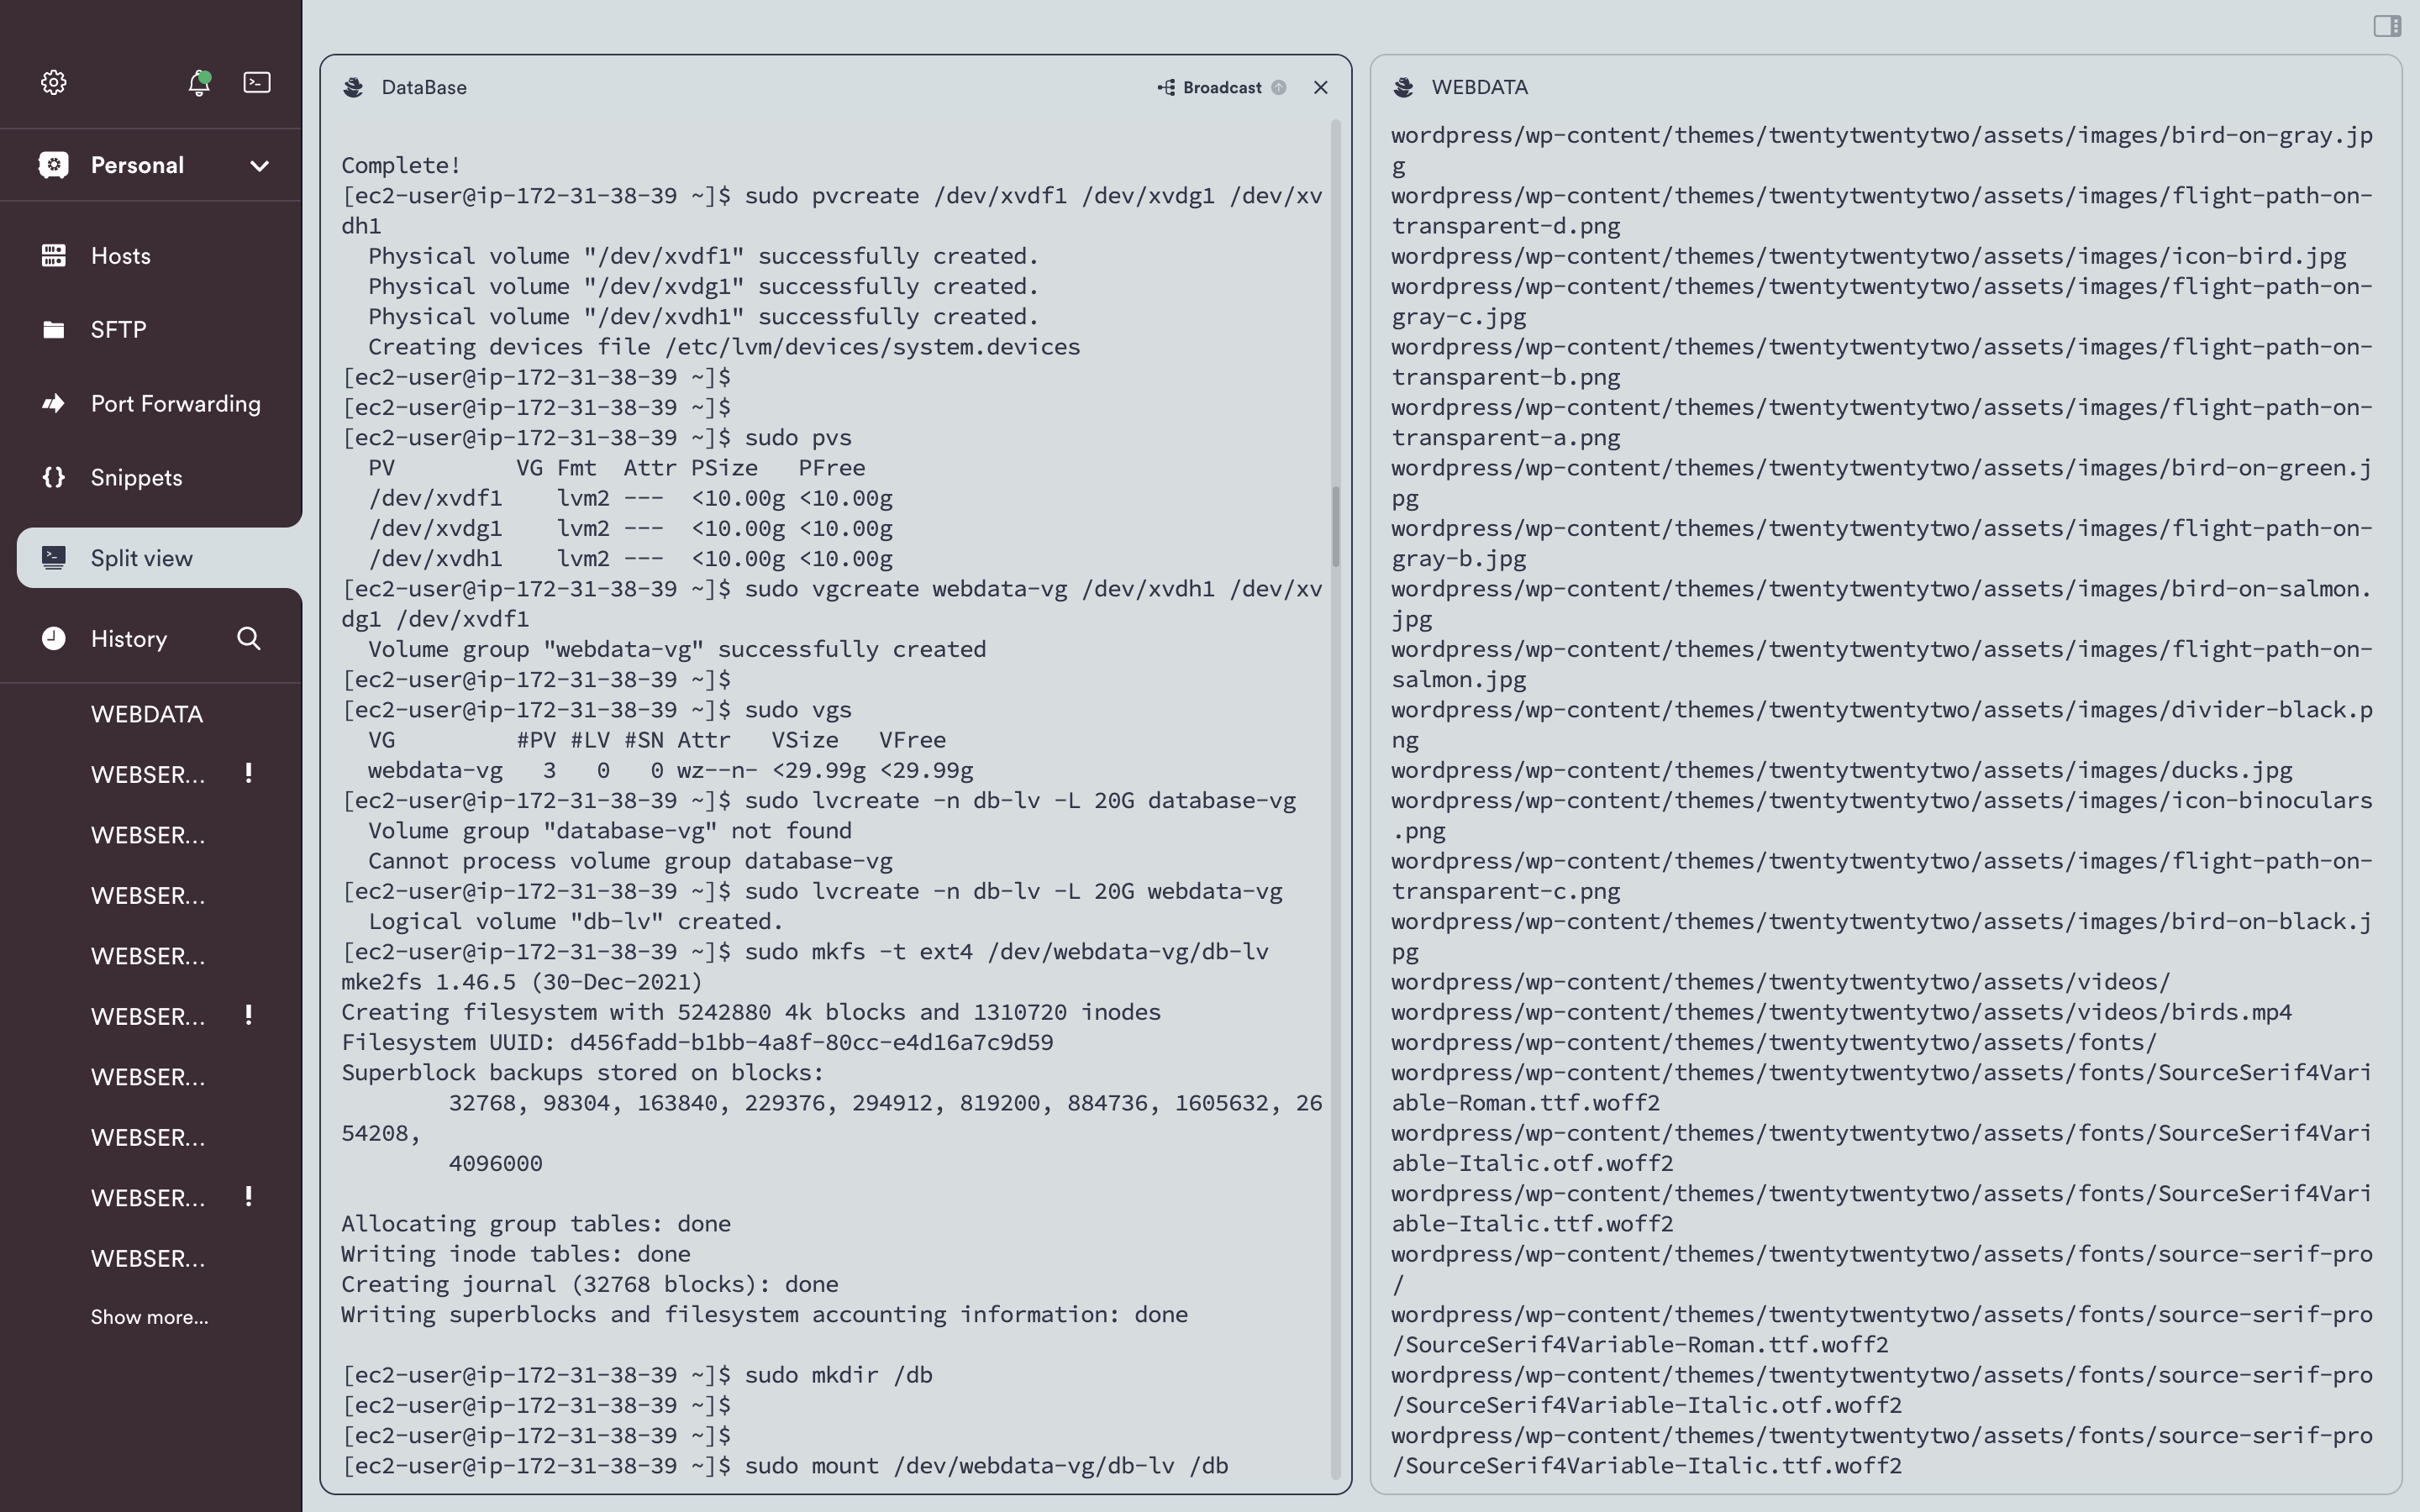 Personal
Hosts
SFTP
Port Forwarding
Snippets
Split view
History
WEBDATA
WEBSER... !
WEBSER...
WEBSER...
WEBSER...
WEBSER... !
WEBSER...
WEBSER...
WEBSER... !
WEBSER...
Show more...
DataBase
Broadcast
Complete!
[ec2-user@ip-172-31-38-39 ~]$ sudo pvcreate /dev/xvdf1 /dev/xvdg1 /dev/xv
dh1
  Physical volume "/dev/xvdf1" successfully created.
  Physical volume "/dev/xvdg1" successfully created.
  Physical volume "/dev/xvdh1" successfully created.
  Creating devices file /etc/lvm/devices/system.devices
[ec2-user@ip-172-31-38-39 ~]$
[ec2-user@ip-172-31-38-39 ~]$
[ec2-user@ip-172-31-38-39 ~]$ sudo pvs
  PV         VG Fmt  Attr PSize   PFree
  /dev/xvdf1    lvm2 ---  <10.00g <10.00g
  /dev/xvdg1    lvm2 ---  <10.00g <10.00g
  /dev/xvdh1    lvm2 ---  <10.00g <10.00g
[ec2-user@ip-172-31-38-39 ~]$ sudo vgcreate webdata-vg /dev/xvdh1 /dev/xv
dg1 /dev/xvdf1
  Volume group "webdata-vg" successfully created
[ec2-user@ip-172-31-38-39 ~]$
[ec2-user@ip-172-31-38-39 ~]$ sudo vgs
  VG         #PV #LV #SN Attr   VSize   VFree
  webdata-vg   3   0   0 wz--n- <29.99g <29.99g
[ec2-user@ip-172-31-38-39 ~]$ sudo lvcreate -n db-lv -L 20G database-vg
  Volume group "database-vg" not found
  Cannot process volume group database-vg
[ec2-user@ip-172-31-38-39 ~]$ sudo lvcreate -n db-lv -L 20G webdata-vg
  Logical volume "db-lv" created.
[ec2-user@ip-172-31-38-39 ~]$ sudo mkfs -t ext4 /dev/webdata-vg/db-lv
mke2fs 1.46.5 (30-Dec-2021)
Creating filesystem with 5242880 4k blocks and 1310720 inodes
Filesystem UUID: d456fadd-b1bb-4a8f-80cc-e4d16a7c9d59
Superblock backups stored on blocks:
        32768, 98304, 163840, 229376, 294912, 819200, 884736, 1605632, 26
54208,
        4096000
Allocating group tables: done
Writing inode tables: done
Creating journal (32768 blocks): done
Writing superblocks and filesystem accounting information: done
[ec2-user@ip-172-31-38-39 ~]$ sudo mkdir /db
[ec2-user@ip-172-31-38-39 ~]$
[ec2-user@ip-172-31-38-39 ~]$
[ec2-user@ip-172-31-38-39 ~]$ sudo mount /dev/webdata-vg/db-lv /db
WEBDATA
wordpress/wp-content/themes/twentytwentytwo/assets/images/bird-on-gray.jp
g
wordpress/wp-content/themes/twentytwentytwo/assets/images/flight-path-on-
transparent-d.png
wordpress/wp-content/themes/twentytwentytwo/assets/images/icon-bird.jpg
wordpress/wp-content/themes/twentytwentytwo/assets/images/flight-path-on-
gray-c.jpg
wordpress/wp-content/themes/twentytwentytwo/assets/images/flight-path-on-
transparent-b.png
wordpress/wp-content/themes/twentytwentytwo/assets/images/flight-path-on-
transparent-a.png
wordpress/wp-content/themes/twentytwentytwo/assets/images/bird-on-green.j
pg
wordpress/wp-content/themes/twentytwentytwo/assets/images/flight-path-on-
gray-b.jpg
wordpress/wp-content/themes/twentytwentytwo/assets/images/bird-on-salmon.
jpg
wordpress/wp-content/themes/twentytwentytwo/assets/images/flight-path-on-
salmon.jpg
wordpress/wp-content/themes/twentytwentytwo/assets/images/divider-black.p
ng
wordpress/wp-content/themes/twentytwentytwo/assets/images/ducks.jpg
wordpress/wp-content/themes/twentytwentytwo/assets/images/icon-binoculars
.png
wordpress/wp-content/themes/twentytwentytwo/assets/images/flight-path-on-
transparent-c.png
wordpress/wp-content/themes/twentytwentytwo/assets/images/bird-on-black.j
pg
wordpress/wp-content/themes/twentytwentytwo/assets/videos/
wordpress/wp-content/themes/twentytwentytwo/assets/videos/birds.mp4
wordpress/wp-content/themes/twentytwentytwo/assets/fonts/
wordpress/wp-content/themes/twentytwentytwo/assets/fonts/SourceSerif4Vari
able-Roman.ttf.woff2
wordpress/wp-content/themes/twentytwentytwo/assets/fonts/SourceSerif4Vari
able-Italic.otf.woff2
wordpress/wp-content/themes/twentytwentytwo/assets/fonts/SourceSerif4Vari
able-Italic.ttf.woff2
wordpress/wp-content/themes/twentytwentytwo/assets/fonts/source-serif-pro
/
wordpress/wp-content/themes/twentytwentytwo/assets/fonts/source-serif-pro
/SourceSerif4Variable-Roman.ttf.woff2
wordpress/wp-content/themes/twentytwentytwo/assets/fonts/source-serif-pro
/SourceSerif4Variable-Italic.otf.woff2
wordpress/wp-content/themes/twentytwentytwo/assets/fonts/source-serif-pro
/SourceSerif4Variable-Italic.ttf.woff2